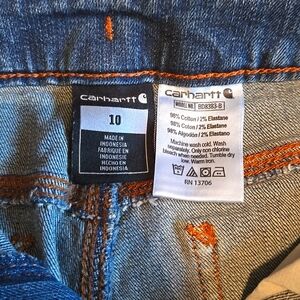 carhartt
10
MADE IN
INDONESIA
FABRIQUÉ EN
INDONESIE
HECHO EN
INDONESIA
carhartt
MODEL NO. BD8383-B
98% Cotton / 2% Elastane
98% Coton / 2% Elastane
98% Algodón / 2% Elastano
Machine wash cold. Wash
separately. Only non chlorine
bleach when needed. Tumble dry
low. Warm iron.
RN 13706